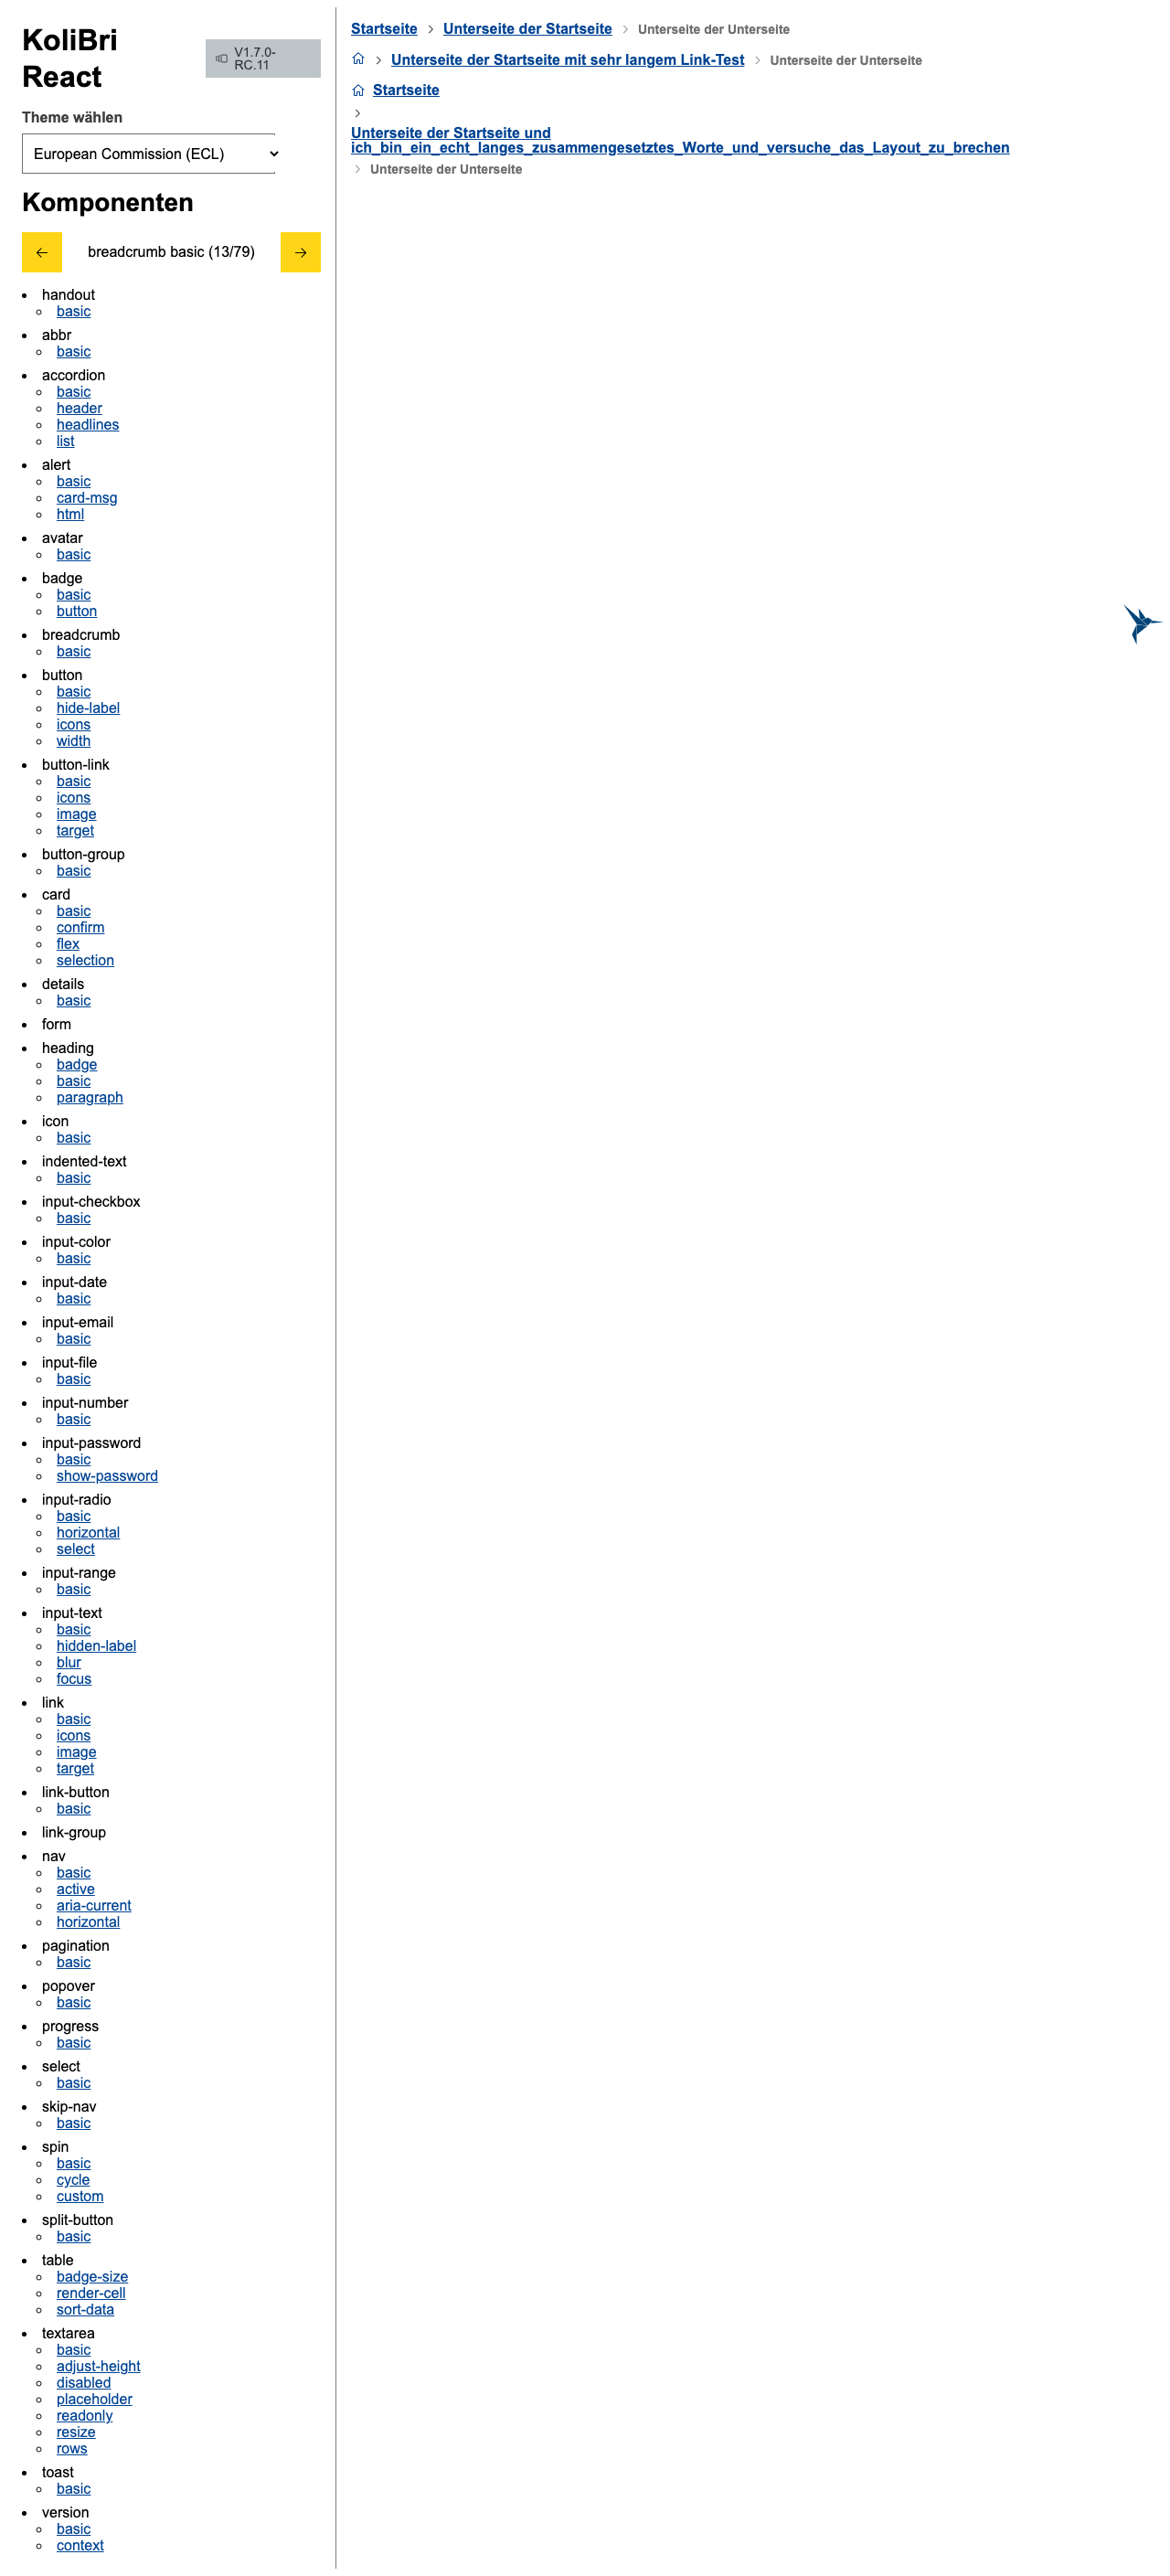 KoliBri
React
V1.7.0-
RC.11
Theme wählen
European Commission (ECL)
Komponenten
breadcrumb basic (13/79)
handout
basic
abbr
basic
accordion
basic
header
headlines
list
alert
basic
card-msg
html
avatar
basic
badge
basic
button
breadcrumb
basic
button
basic
hide-label
icons
width
button-link
basic
icons
image
target
button-group
basic
card
basic
confirm
flex
selection
details
basic
form
heading
badge
basic
paragraph
icon
basic
indented-text
basic
input-checkbox
basic
input-color
basic
input-date
basic
input-email
basic
input-file
basic
input-number
basic
input-password
basic
show-password
input-radio
basic
horizontal
select
input-range
basic
input-text
basic
hidden-label
blur
focus
link
basic
icons
image
target
link-button
basic
link-group
nav
basic
active
aria-current
horizontal
pagination
basic
popover
basic
progress
basic
select
basic
skip-nav
basic
spin
basic
cycle
custom
split-button
basic
table
badge-size
render-cell
sort-data
textarea
basic
adjust-height
disabled
placeholder
readonly
resize
rows
toast
basic
version
basic
context
Startseite Unterseite der Startseite Unterseite der Unterseite
Unterseite der Startseite mit sehr langem Link-Test Unterseite der Unterseite
Startseite
Unterseite der Startseite und
ich_bin_ein_echt_langes_zusammengesetztes_Worte_und_versuche_das_Layout_zu_brechen
Unterseite der Unterseite